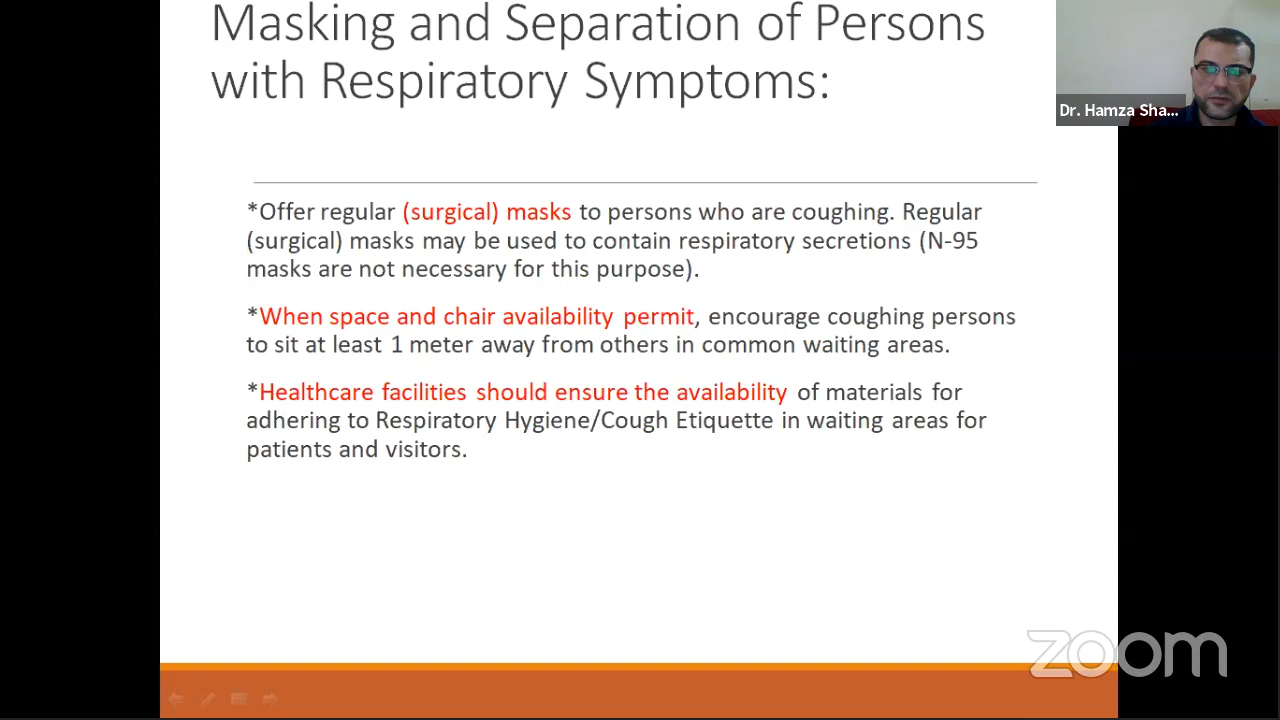 Masking and Separation of Persons
with Respiratory Symptoms:
Dr. Hamza Sha...
*Offer regular (surgical) masks to persons who are coughing. Regular
(surgical) masks may be used to contain respiratory secretions (N-95
masks are not necessary for this purpose).
*When space and chair availability permit, encourage coughing persons
to sit at least 1 meter away from others in common waiting areas.
*Healthcare facilities should ensure the availability of materials for
adhering to Respiratory Hygiene/Cough Etiquette in waiting areas for
patients and visitors.
zoom